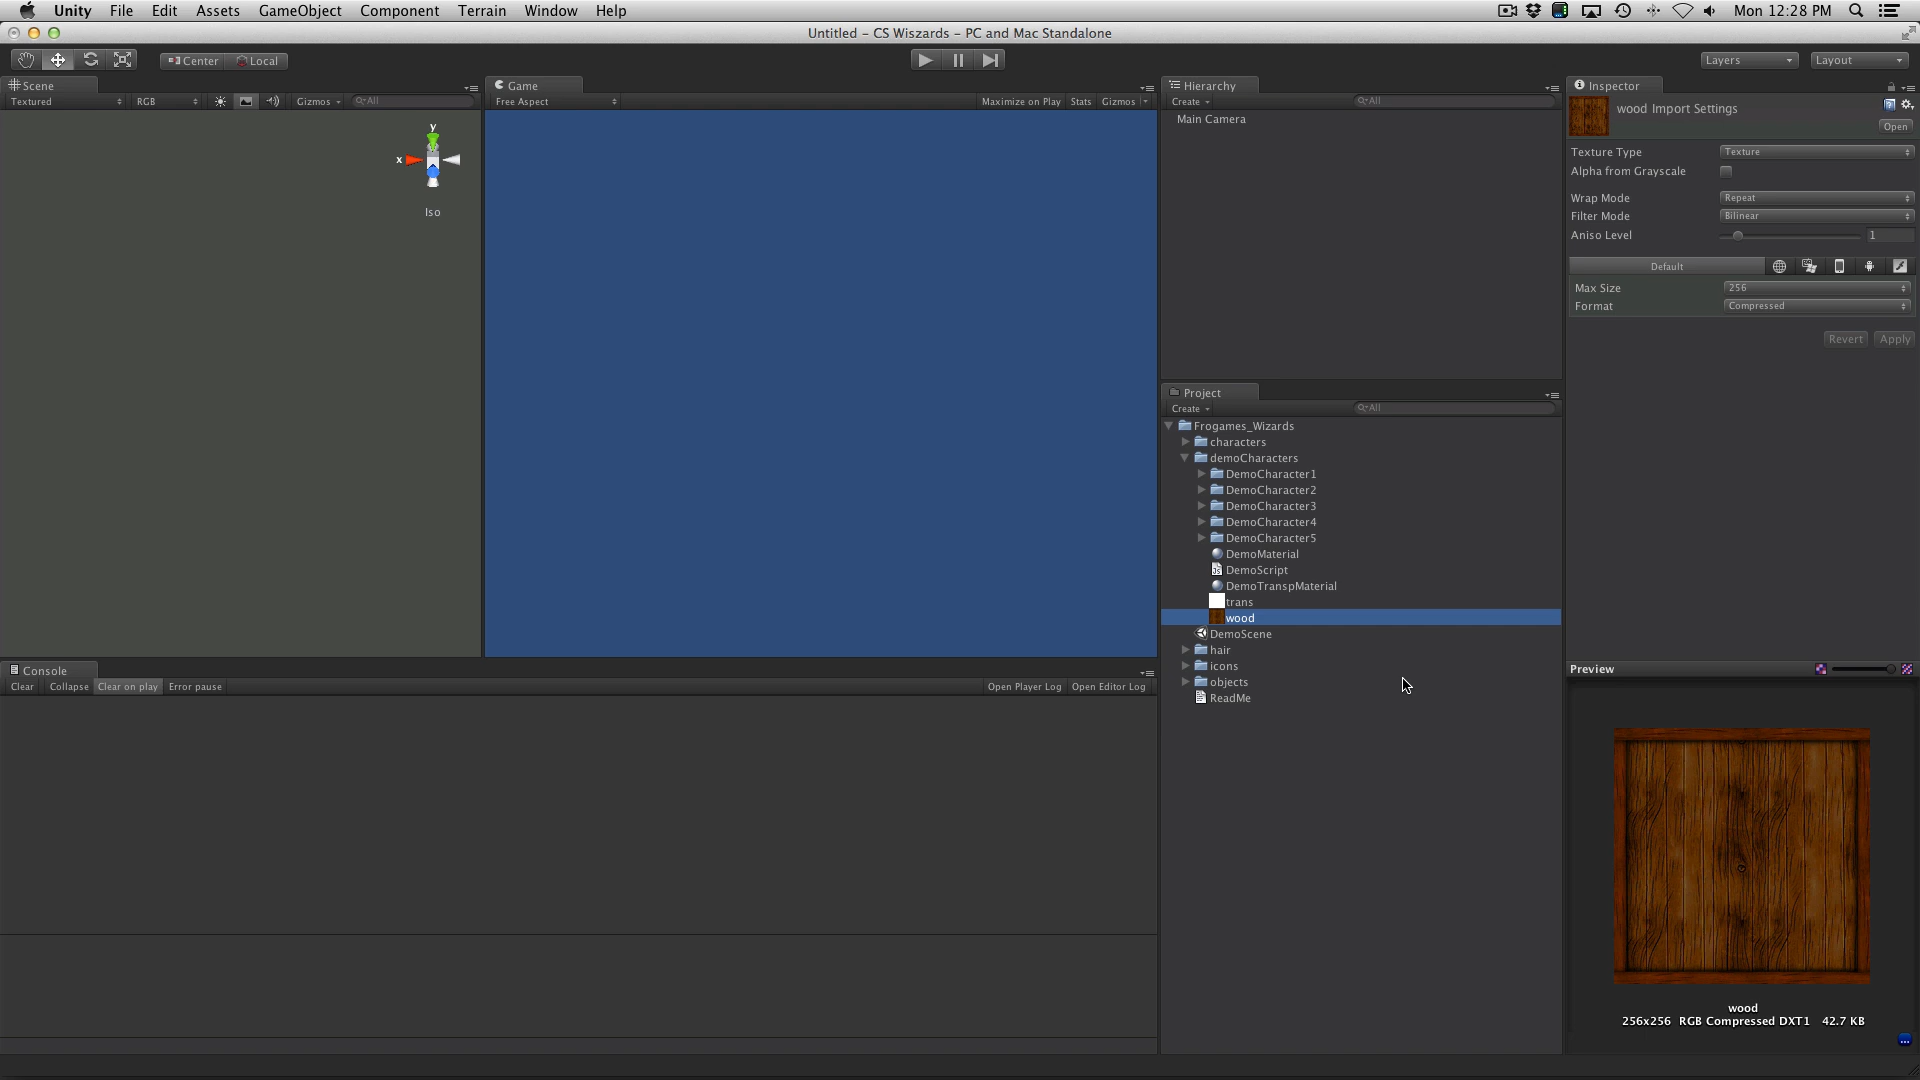 Unity File Edit Assets GameObject Component Terrain Window Help Mon 12:28 PM
Untitled – CS Wiszards – PC and Mac Standalone
Center Local Layers Layout
Scene
Textured RGB Gizmos All
y
x
Iso
Game
Free Aspect Maximize on Play Stats Gizmos
Hierarchy
Create All
Main Camera
Project
Create All
Frogames_Wizards
characters
demoCharacters
DemoCharacter1
DemoCharacter2
DemoCharacter3
DemoCharacter4
DemoCharacter5
DemoMaterial
DemoScript
DemoTranspMaterial
trans
wood
DemoScene
hair
icons
objects
ReadMe
Inspector
wood Import Settings
Open
Texture Type Texture
Alpha from Grayscale
Wrap Mode Repeat
Filter Mode Bilinear
Aniso Level 1
Default
Max Size 256
Format Compressed
Revert Apply
Preview
wood
256x256 RGB Compressed DXT1 42.7 KB
Console
Clear Collapse Clear on play Error pause Open Player Log Open Editor Log